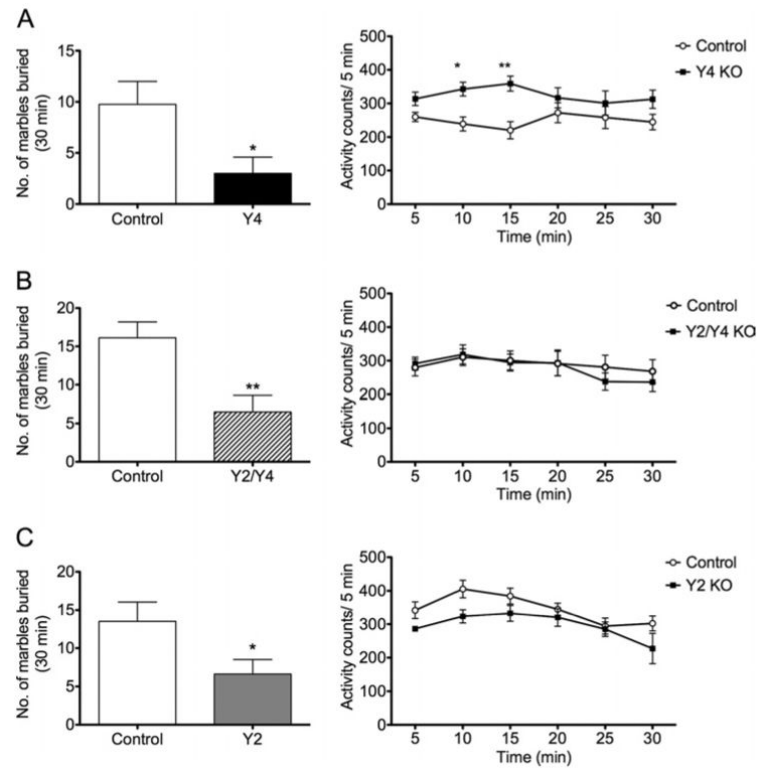 A
No. of marbles buried
(30 min)
15
10
5
0
*
Control
Y4
Activity counts/ 5 min
500
400
300
200
100
0
*
**
5
10
15
20
25
30
Time (min)
Control
Y4 KO
B
No. of marbles buried
(30 min)
20
15
10
5
0
**
Control
Y2/Y4
Activity counts/ 5 min
500
400
300
200
100
0
5
10
15
20
25
30
Time (min)
Control
Y2/Y4 KO
C
No. of marbles buried
(30 min)
20
15
10
5
0
*
Control
Y2
Activity counts/ 5 min
500
400
300
200
100
0
5
10
15
20
25
30
Time (min)
Control
Y2 KO